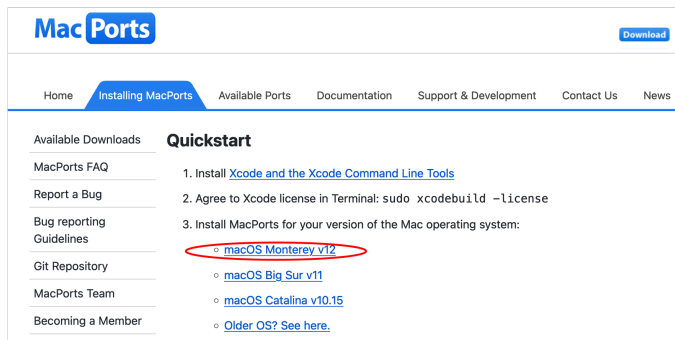 Mac Ports
Download
Home Installing MacPorts Available Ports Documentation Support & Development Contact Us News
Available Downloads
MacPorts FAQ
Report a Bug
Bug reporting
Guidelines
Git Repository
MacPorts Team
Becoming a Member
Quickstart
1. Install Xcode and the Xcode Command Line Tools
2. Agree to Xcode license in Terminal: sudo xcodebuild -license
3. Install MacPorts for your version of the Mac operating system:
macOS Monterey v12
macOS Big Sur v11
macOS Catalina v10.15
Older OS? See here.